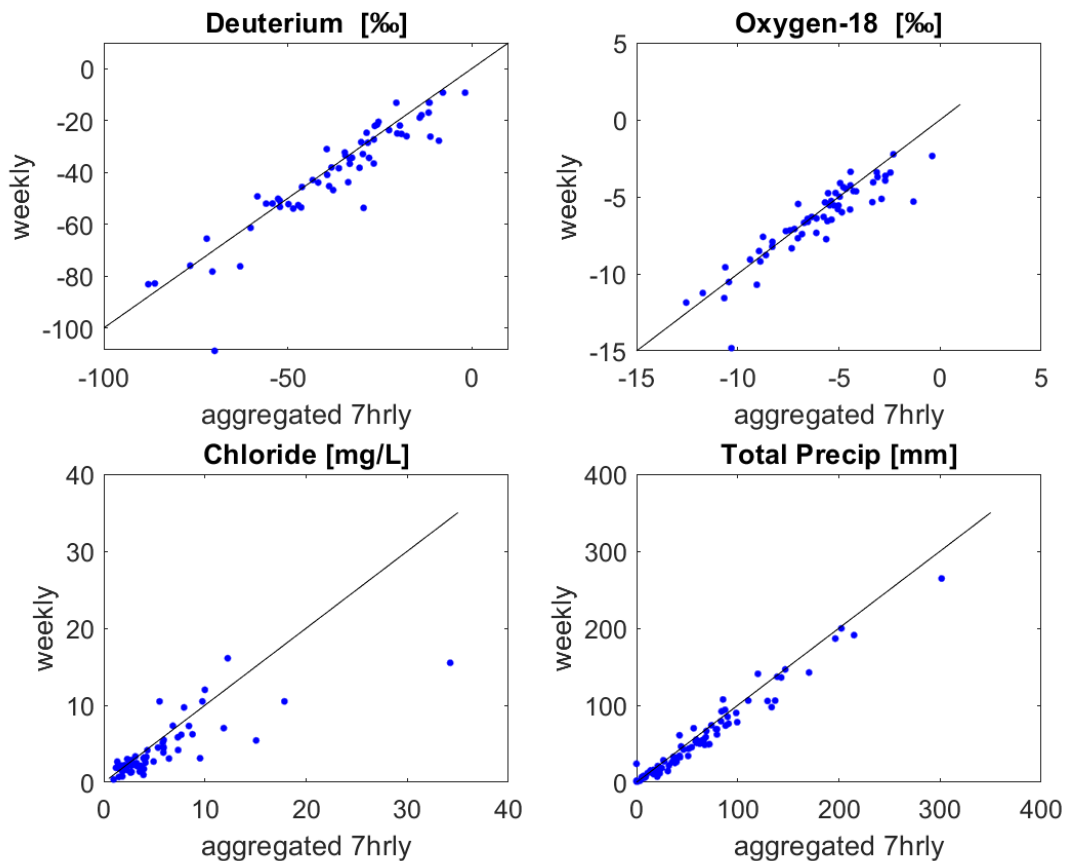 Deuterium [‰]
0
-20
-40
-60
-80
-100
weekly
-100 -50 0
aggregated 7hrly
Oxygen-18 [‰]
5
0
-5
-10
-15
weekly
-15 -10 -5 0 5
aggregated 7hrly
Chloride [mg/L]
40
30
20
10
0
weekly
0 10 20 30 40
aggregated 7hrly
Total Precip [mm]
400
300
200
100
0
weekly
0 100 200 300 400
aggregated 7hrly